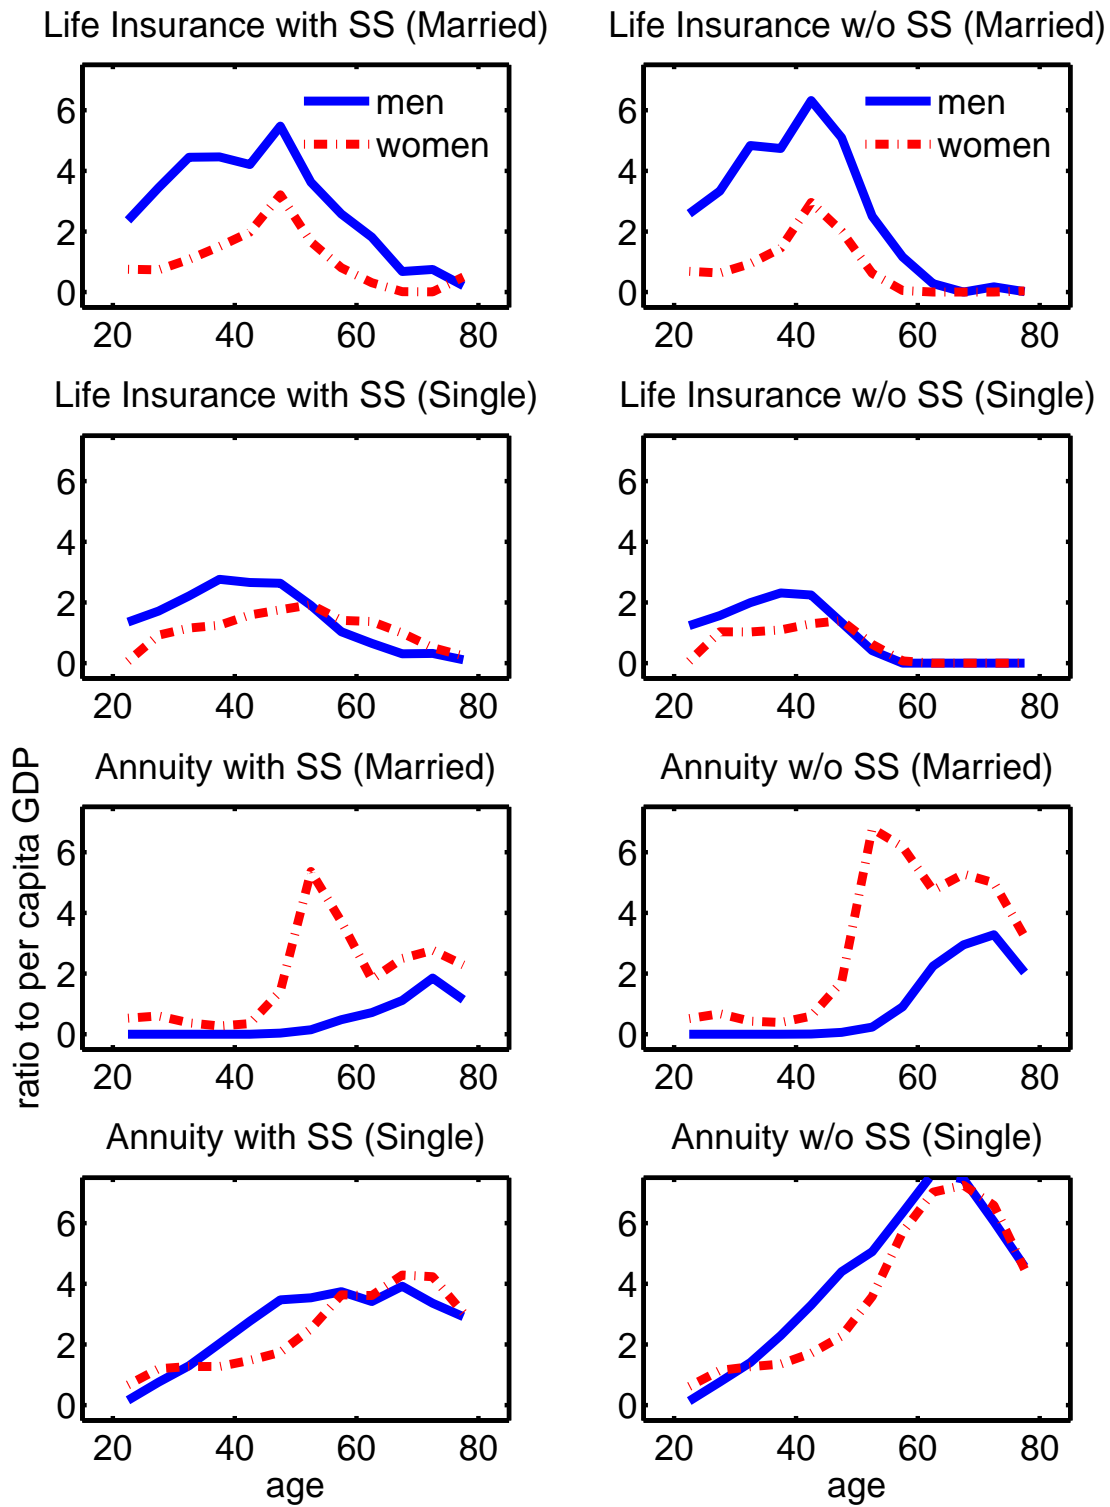 Life Insurance with SS (Married)
6
4
2
0
20 40 60 80
men
women
Life Insurance w/o SS (Married)
6
4
2
0
20 40 60 80
men
women
Life Insurance with SS (Single)
6
4
2
0
20 40 60 80
Life Insurance w/o SS (Single)
6
4
2
0
20 40 60 80
ratio to per capita GDP
Annuity with SS (Married)
6
4
2
0
20 40 60 80
Annuity w/o SS (Married)
6
4
2
0
20 40 60 80
Annuity with SS (Single)
6
4
2
0
20 40 60 80
age
Annuity w/o SS (Single)
6
4
2
0
20 40 60 80
age